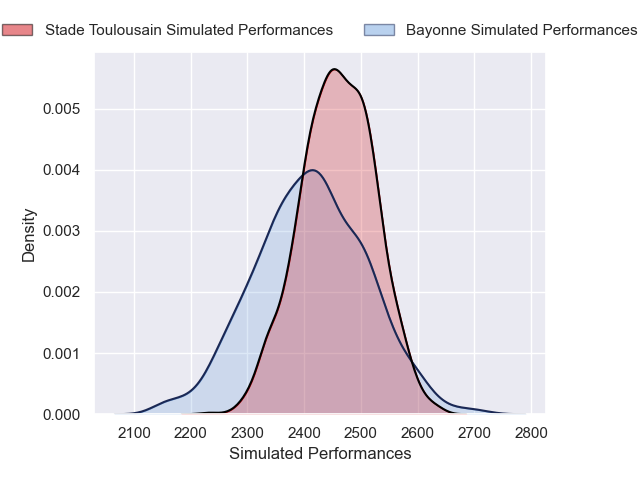 Stade Toulousain Simulated Performances
Bayonne Simulated Performances
0.005
0.004
0.003
0.002
0.001
0.000
Density
2100 2200 2300 2400 2500 2600 2700 2800
Simulated Performances